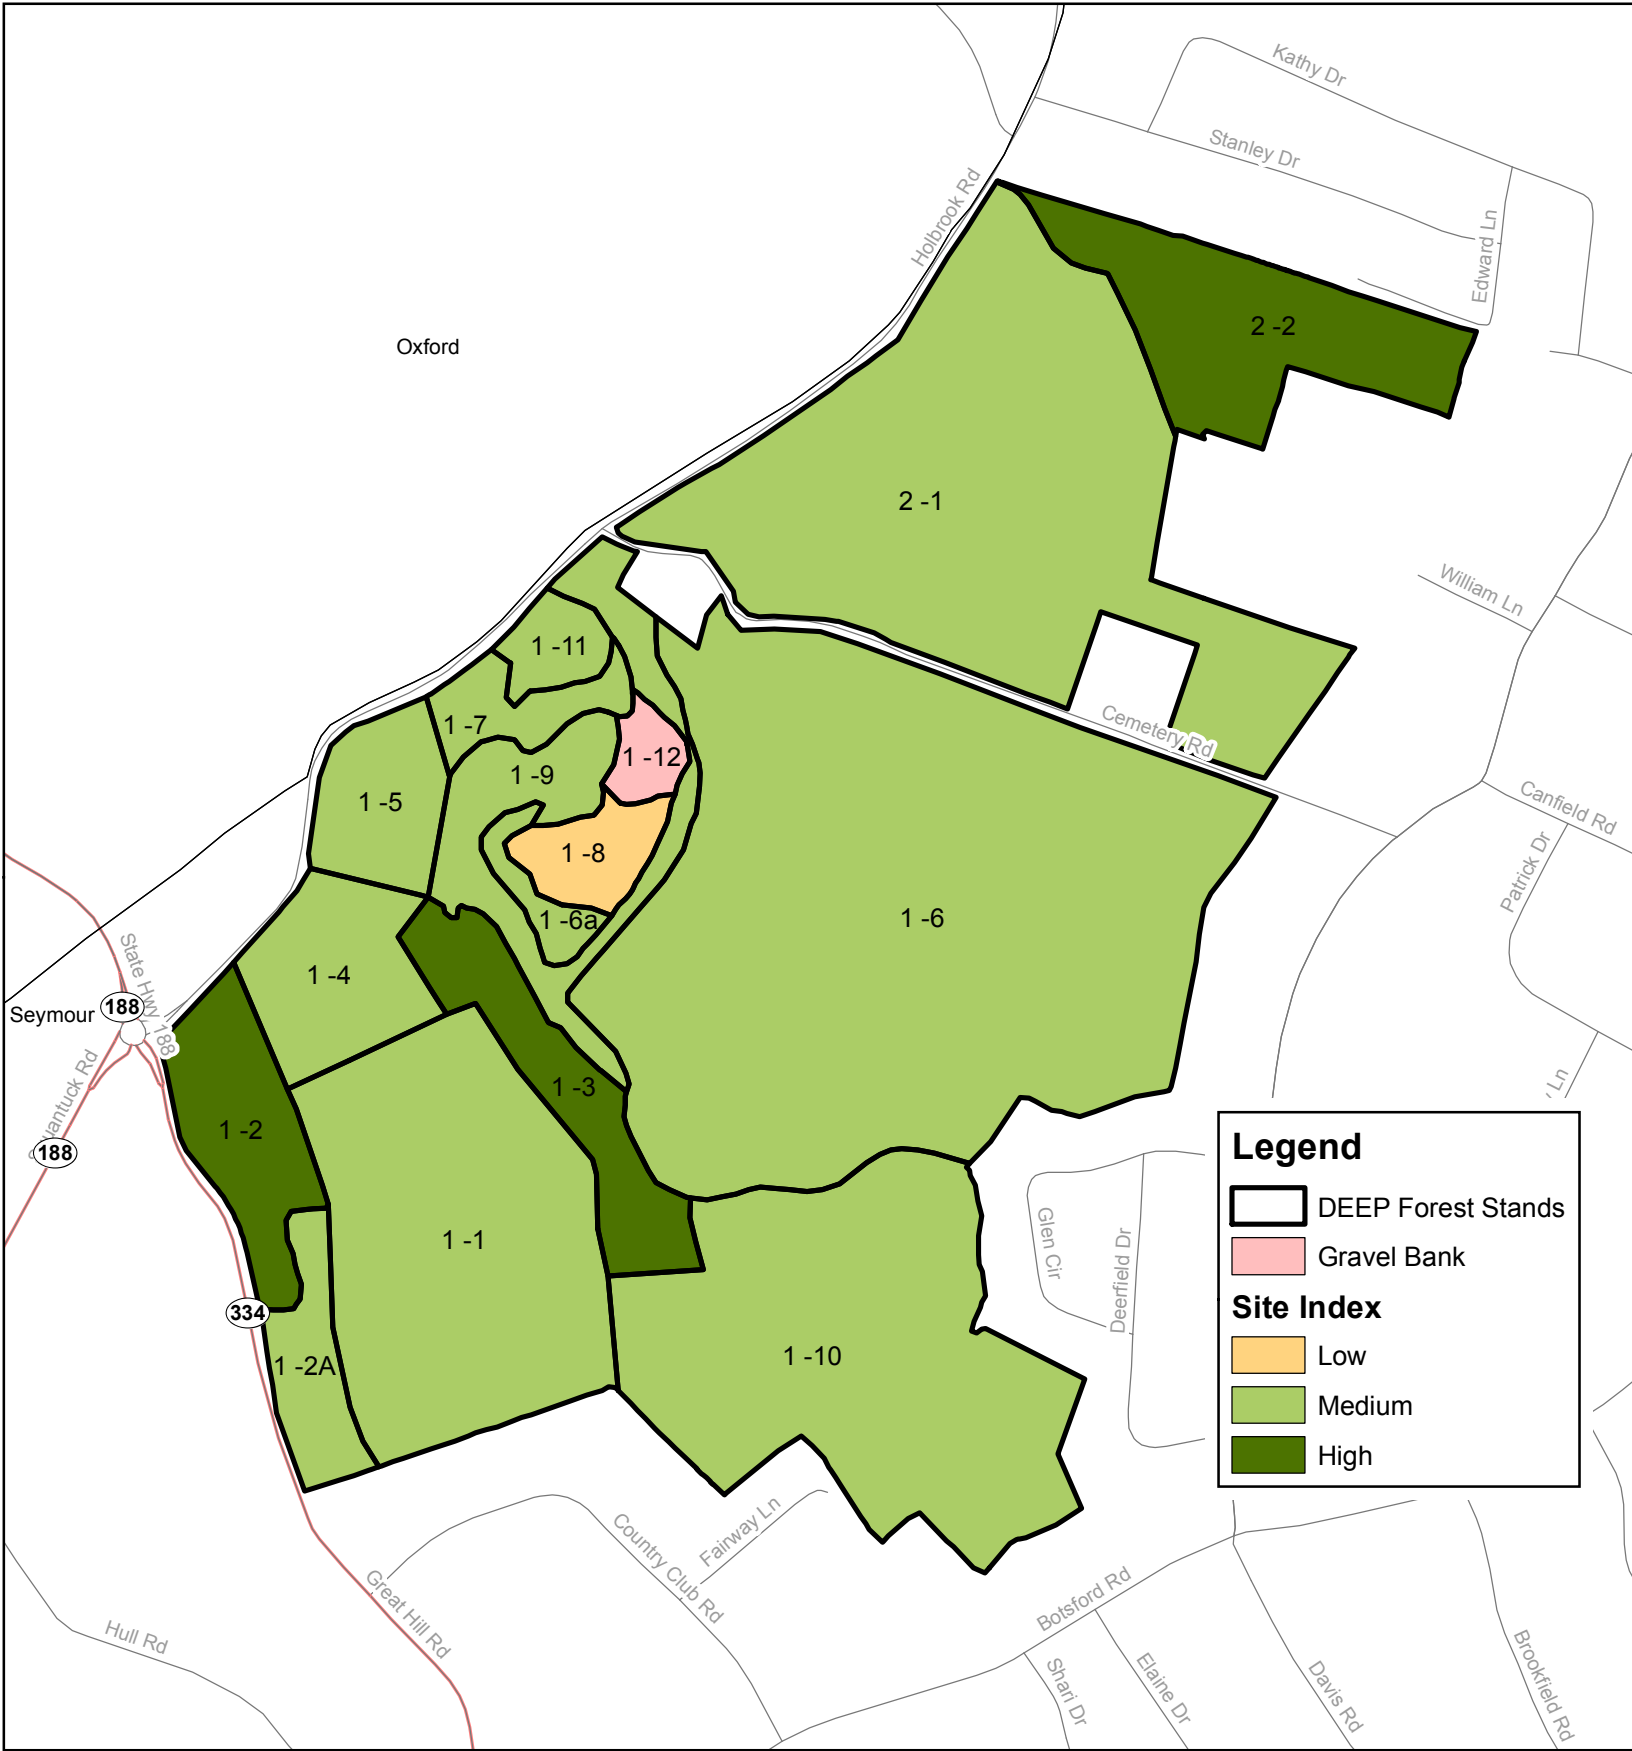 Kathy Dr
Stanley Dr
Holbrook Rd
Edward Ln
2 -2
Oxford
2 -1
William Ln
1 -11
1 -7
Cemetery Rd
1 -12
1 -9
1 -5
Canfield Rd
1 -8
Patrick Dr
1 -6a
1 -6
State Hwy 188
1 -4
188
Seymour
1 -3
Ln
1 -2
188
Legend
DEEP Forest Stands
Glen Cir
1 -1
Gravel Bank
Deerfield Dr
Site Index
334
1 -2A
1 -10
Low
Medium
High
Fairway Ln
Country Club Rd
Great Hill Rd
Botsford Rd
Hull Rd
Shari Dr
Elaine Dr
Davis Rd
Brookfield Rd